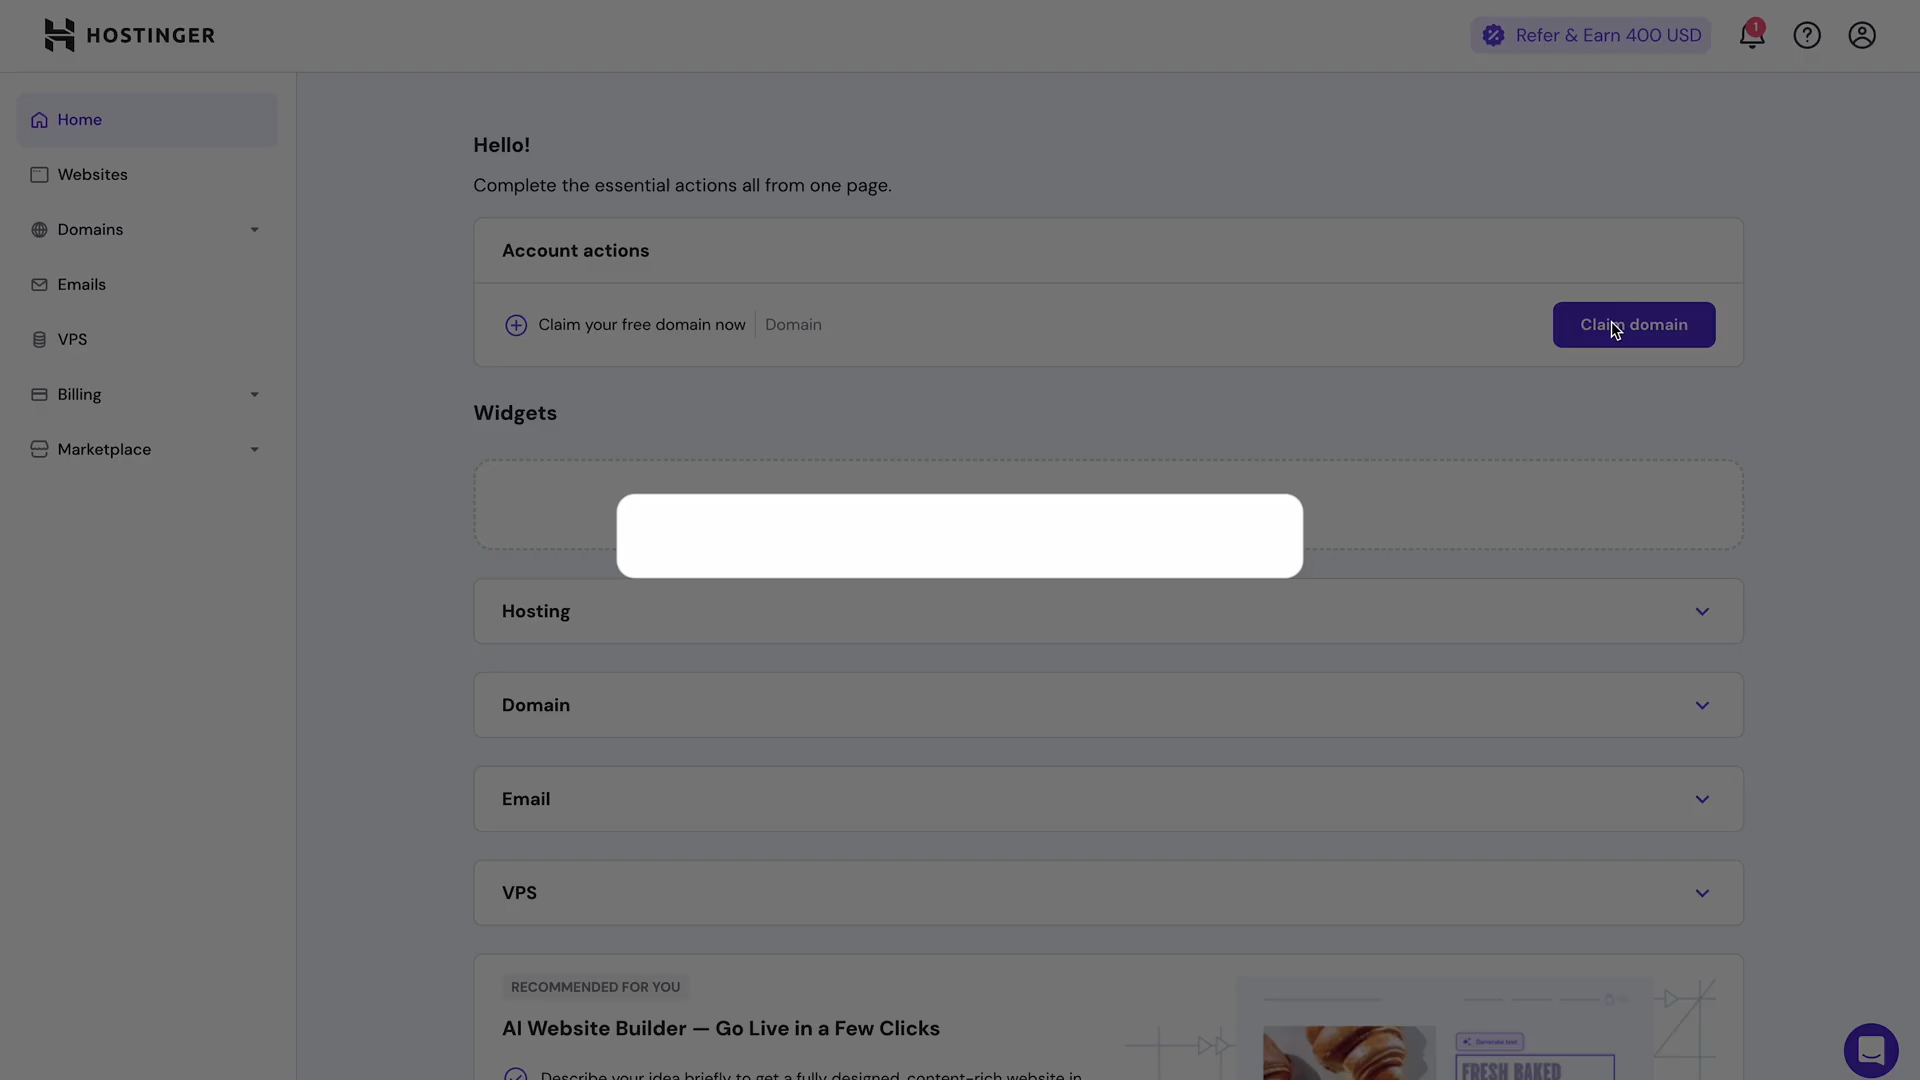 HOSTINGER
Refer & Earn 400 USD
1
Home
Websites
Domains
Emails
VPS
Billing
Marketplace
Hello!
Complete the essential actions all from one page.
Account actions
Claim your free domain now
Domain
Claim domain
Widgets
Hosting
Domain
Email
VPS
RECOMMENDED FOR YOU
AI Website Builder — Go Live in a Few Clicks
Describe your idea briefly to get a fully designed, content-rich website in
Generate text
FRESH BAKED